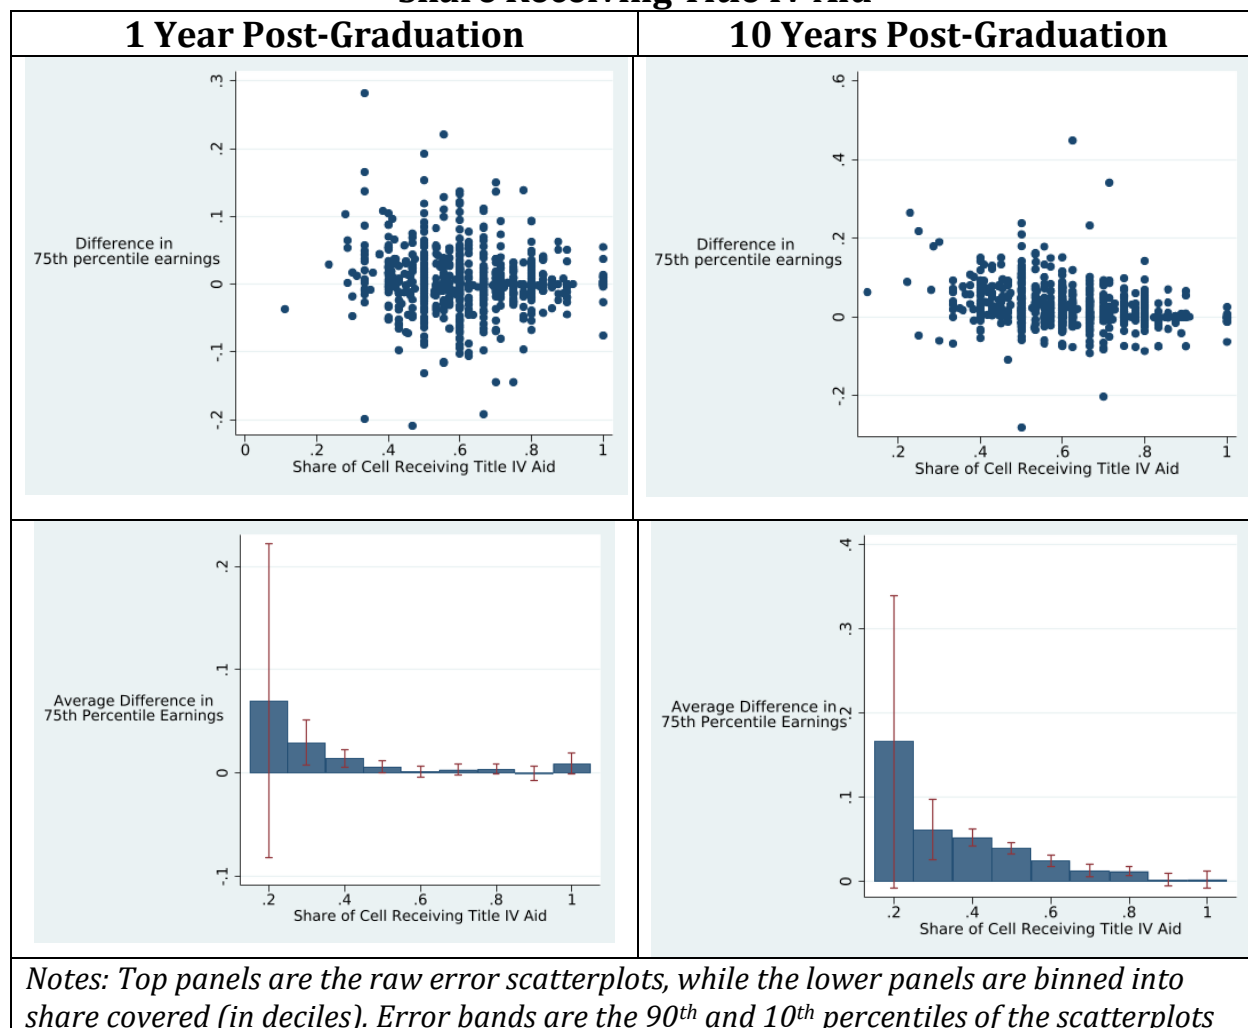 Share Receiving Title IV Aid
1 Year Post-Graduation
10 Years Post-Graduation
Difference in
75th percentile earnings
.3
.2
.1
0
-.1
-.2
0
.2
.4
.6
.8
1
Share of Cell Receiving Title IV Aid
Difference in
75th percentile earnings
.6
.4
.2
0
-.2
.2
.4
.6
.8
1
Share of Cell Receiving Title IV Aid
Average Difference in
75th Percentile Earnings
.2
.1
0
-.1
.2
.4
.6
.8
1
Share of Cell Receiving Title IV Aid
Average Difference in
75th Percentile Earnings
.4
.3
.2
.1
0
.2
.4
.6
.8
1
Share of Cell Receiving Title IV Aid
Notes: Top panels are the raw error scatterplots, while the lower panels are binned into
share covered (in deciles). Error bands are the 90th and 10th percentiles of the scatterplots